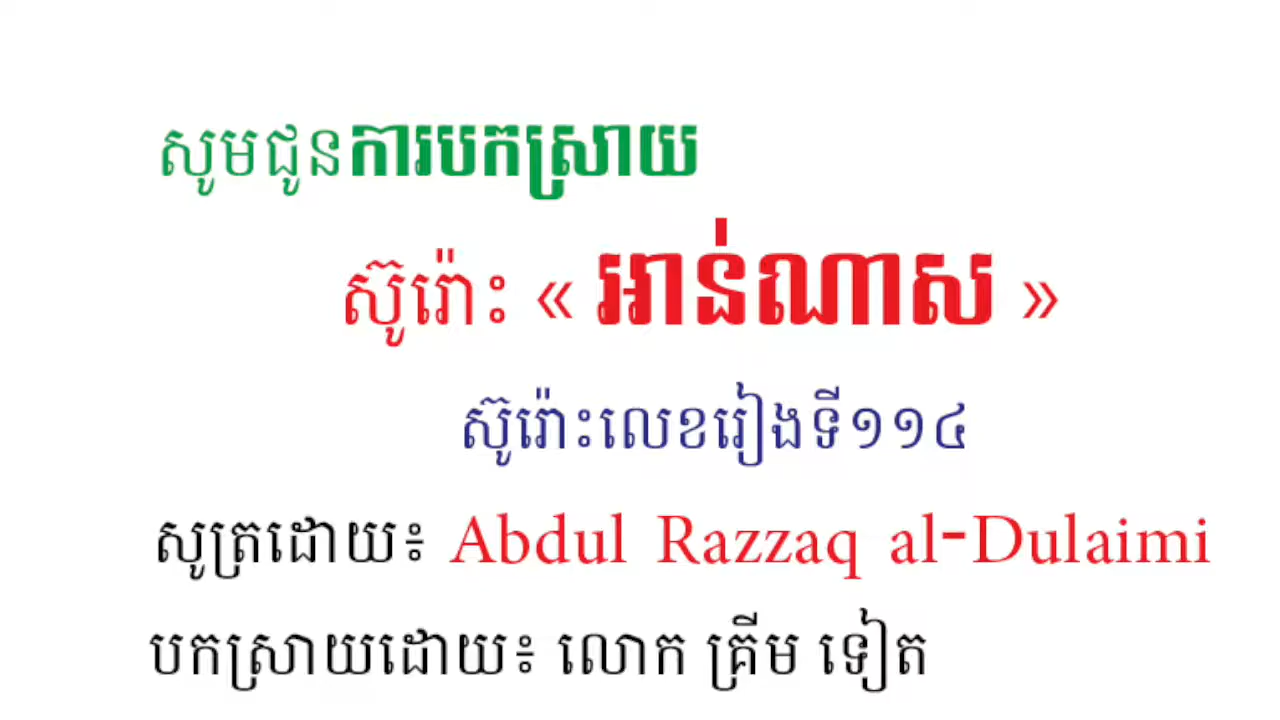 សូមជូនការបកស្រាយ
ស៊ូរ៉ោះ « អាន់ណាស »
ស៊ូរ៉ោះលេខរៀងទី១១៤
សូត្រដោយ៖ Abdul Razzaq al-Dulaimi
បកស្រាយដោយ៖ លោក គ្រីម ទៀត